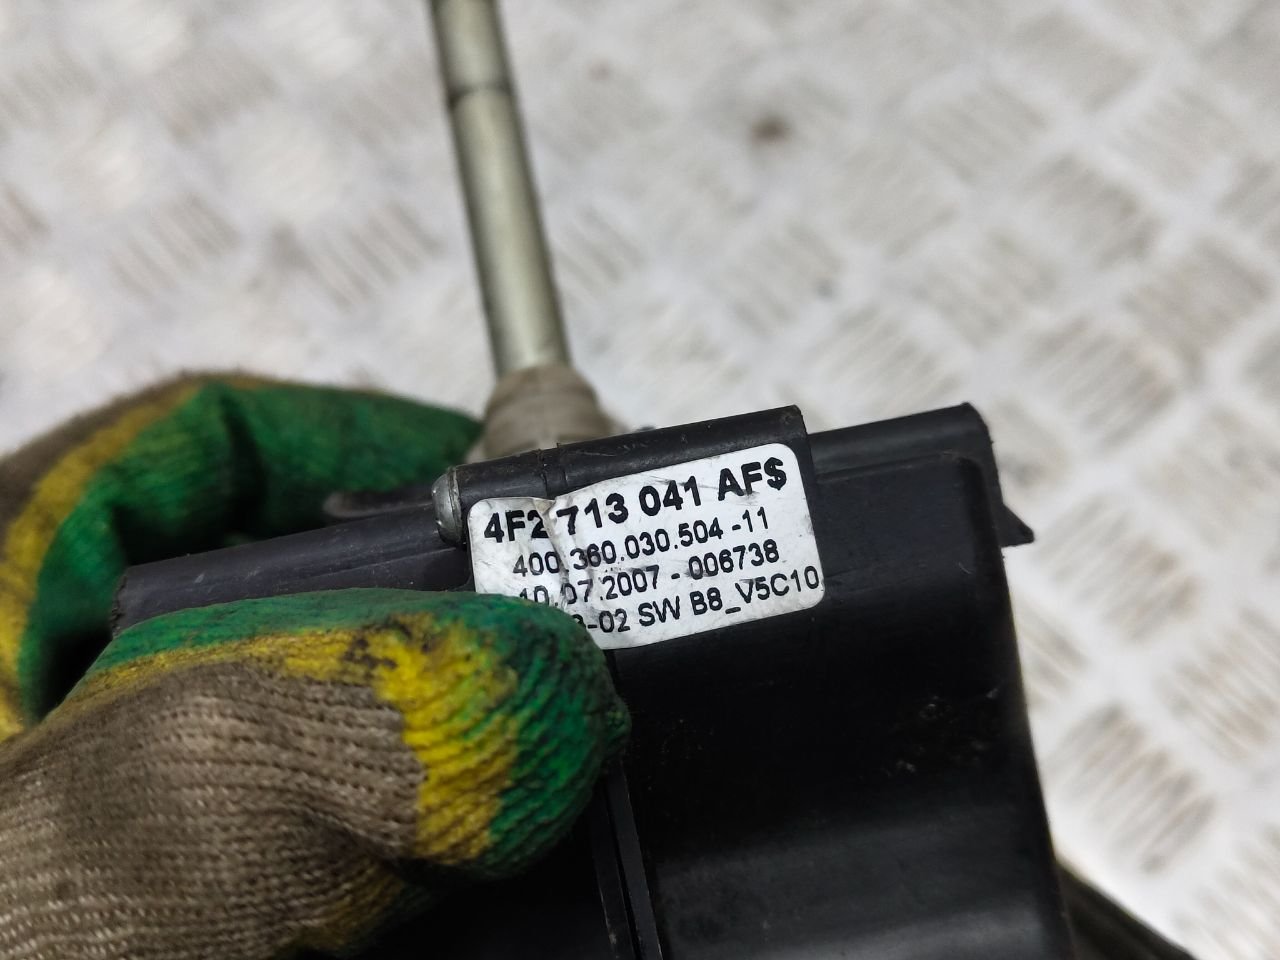 4F2 713 041 AF$
400.360.030.504 -11
10.07.2007 - 006738
-02 SW B8_V5C10